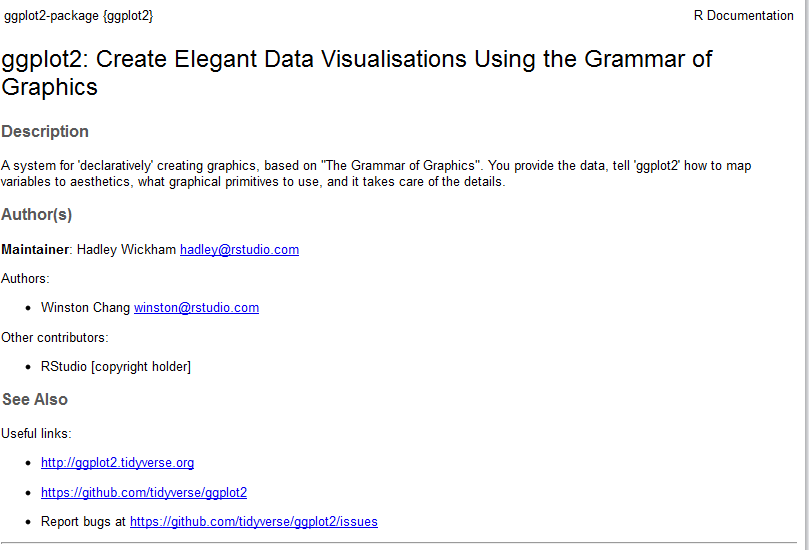 ggplot2-package {ggplot2} R Documentation
ggplot2: Create Elegant Data Visualisations Using the Grammar of
Graphics
Description
A system for 'declaratively' creating graphics, based on "The Grammar of Graphics". You provide the data, tell 'ggplot2' how to map
variables to aesthetics, what graphical primitives to use, and it takes care of the details.
Author(s)
Maintainer: Hadley Wickham hadley@rstudio.com
Authors:
• Winston Chang winston@rstudio.com
Other contributors:
• RStudio [copyright holder]
See Also
Useful links:
• http://ggplot2.tidyverse.org
• https://github.com/tidyverse/ggplot2
• Report bugs at https://github.com/tidyverse/ggplot2/issues